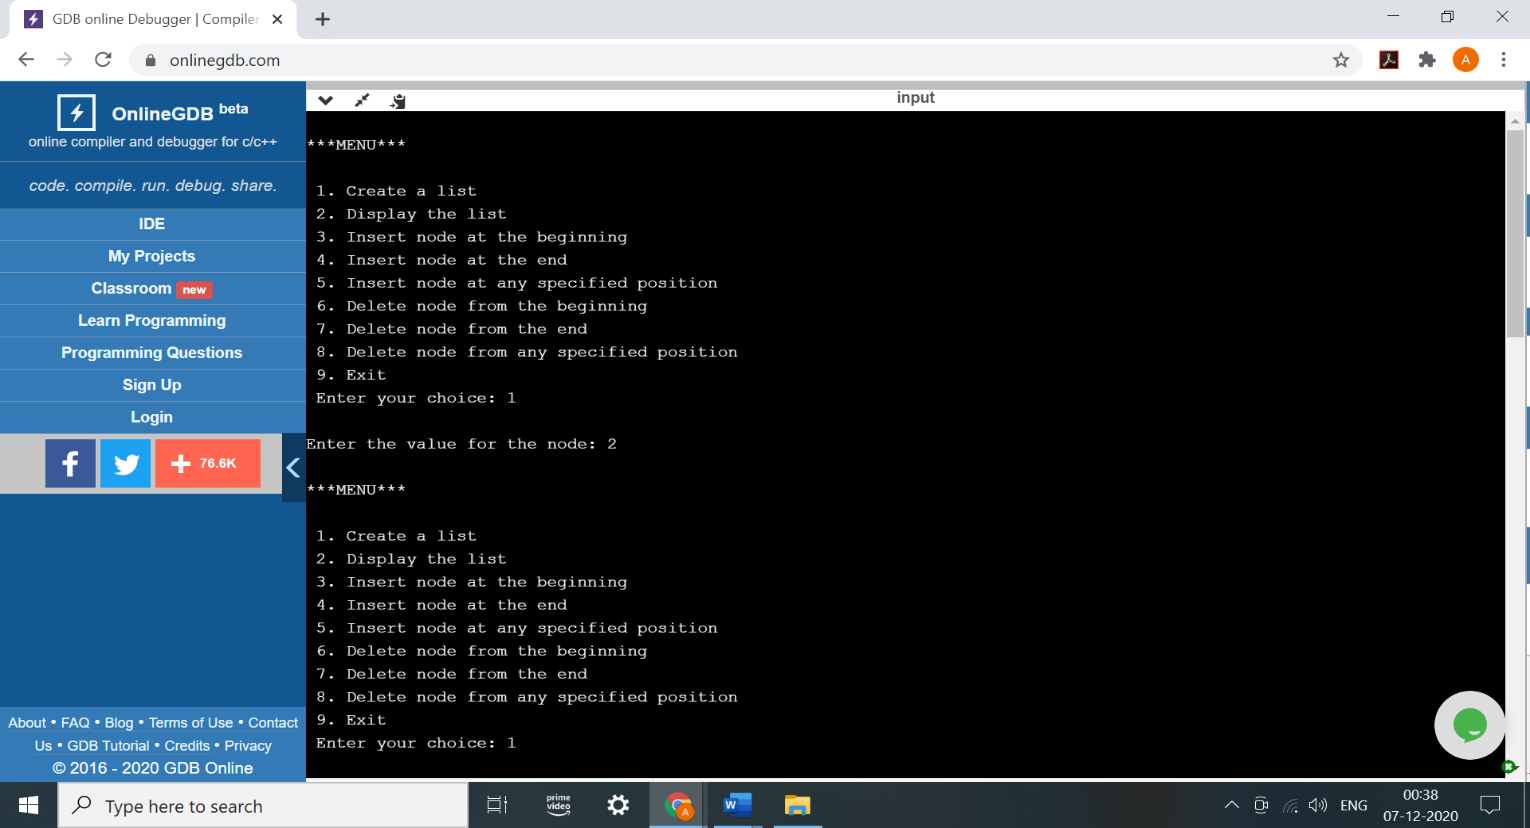 GDB online Debugger | Compiler
onlinegdb.com
A
OnlineGDB beta
online compiler and debugger for c/c++
code. compile. run. debug. share.
IDE
My Projects
Classroom new
Learn Programming
Programming Questions
Sign Up
Login
76.6K
About • FAQ • Blog • Terms of Use • Contact
Us • GDB Tutorial • Credits • Privacy
© 2016 - 2020 GDB Online
input
***MENU***
1. Create a list
2. Display the list
3. Insert node at the beginning
4. Insert node at the end
5. Insert node at any specified position
6. Delete node from the beginning
7. Delete node from the end
8. Delete node from any specified position
9. Exit
Enter your choice: 1
Enter the value for the node: 2
***MENU***
1. Create a list
2. Display the list
3. Insert node at the beginning
4. Insert node at the end
5. Insert node at any specified position
6. Delete node from the beginning
7. Delete node from the end
8. Delete node from any specified position
9. Exit
Enter your choice: 1
Type here to search
prime
video
A
W
ENG
00:38
07-12-2020